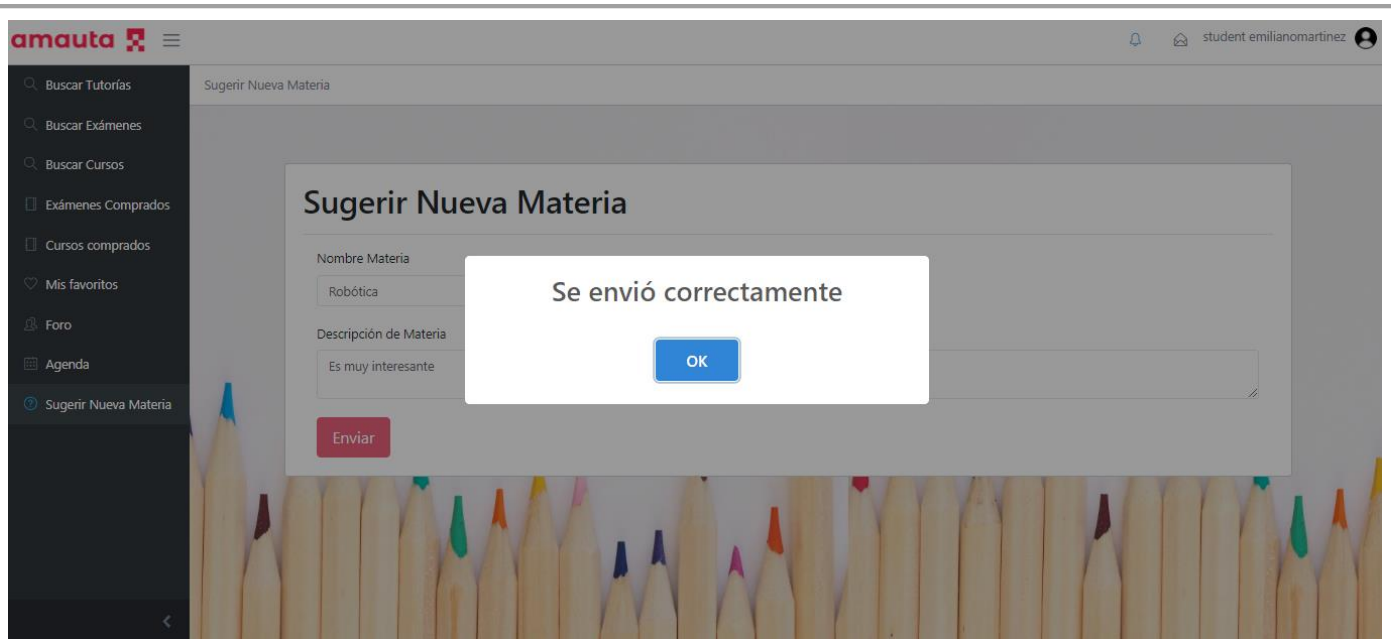 amauta
student emilianomartinez
Buscar Tutorías
Buscar Exámenes
Buscar Cursos
Exámenes Comprados
Cursos comprados
Mis favoritos
Foro
Agenda
Sugerir Nueva Materia
Sugerir Nueva Materia
Sugerir Nueva Materia
Nombre Materia
Robótica
Descripción de Materia
Es muy interesante
Enviar
Se envió correctamente
OK